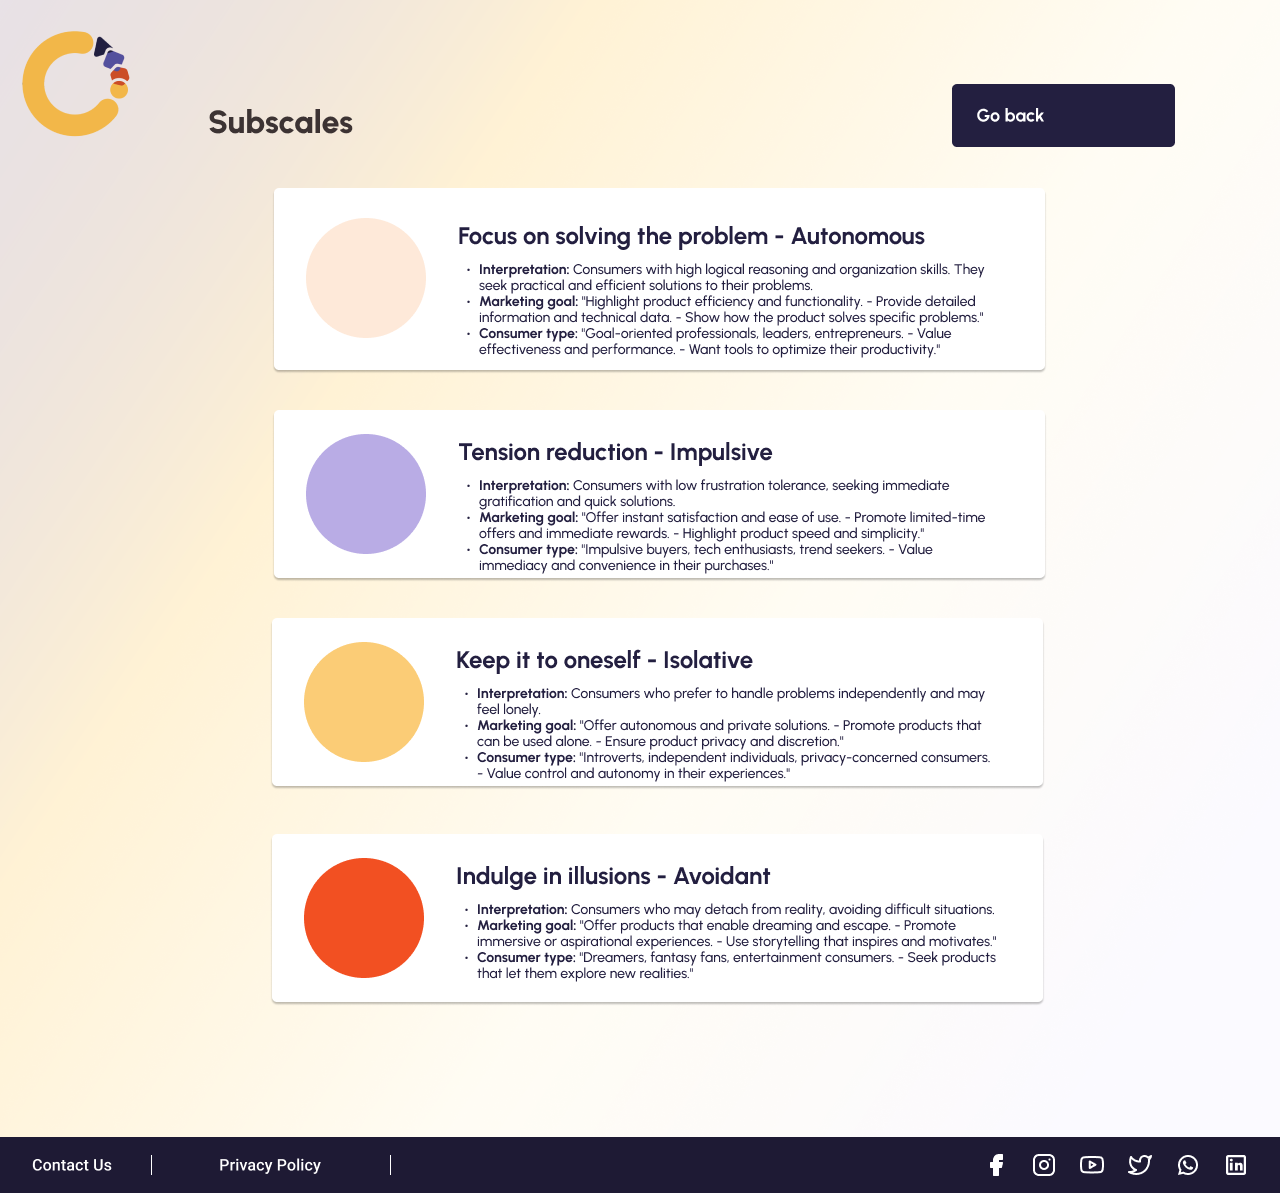 Subscales
Go back
Focus on solving the problem - Autonomous
• Interpretation: Consumers with high logical reasoning and organization skills. They
seek practical and efficient solutions to their problems.
• Marketing goal: "Highlight product efficiency and functionality. - Provide detailed
information and technical data. - Show how the product solves specific problems."
• Consumer type: "Goal-oriented professionals, leaders, entrepreneurs. - Value
effectiveness and performance. - Want tools to optimize their productivity."
Tension reduction - Impulsive
• Interpretation: Consumers with low frustration tolerance, seeking immediate
gratification and quick solutions.
• Marketing goal: "Offer instant satisfaction and ease of use. - Promote limited-time
offers and immediate rewards. - Highlight product speed and simplicity."
• Consumer type: "Impulsive buyers, tech enthusiasts, trend seekers. - Value
immediacy and convenience in their purchases."
Keep it to oneself - Isolative
• Interpretation: Consumers who prefer to handle problems independently and may
feel lonely.
• Marketing goal: "Offer autonomous and private solutions. - Promote products that
can be used alone. - Ensure product privacy and discretion."
• Consumer type: "Introverts, independent individuals, privacy-concerned consumers.
- Value control and autonomy in their experiences."
Indulge in illusions - Avoidant
• Interpretation: Consumers who may detach from reality, avoiding difficult situations.
• Marketing goal: "Offer products that enable dreaming and escape. - Promote
immersive or aspirational experiences. - Use storytelling that inspires and motivates."
• Consumer type: "Dreamers, fantasy fans, entertainment consumers. - Seek products
that let them explore new realities."
Contact Us
Privacy Policy